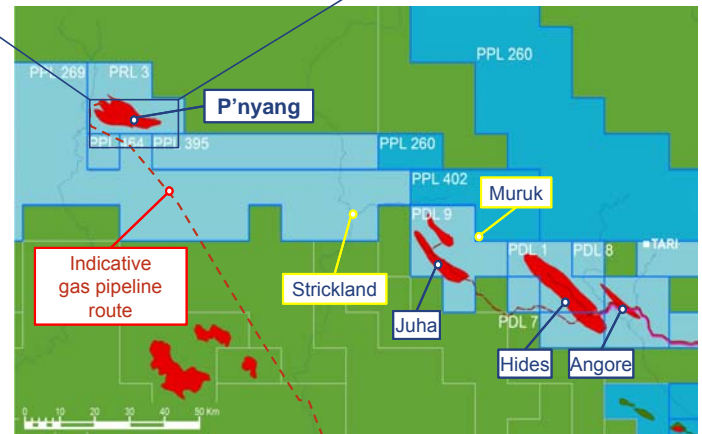 PPL 260
PPL 269
PRL 3
P'nyang
PPL 395
PPL 260
PPL 402
Muruk
PDL 9
Strickland
PDL 1
PDL 8
TARI
Indicative
gas pipeline
route
Juha
PDL 7
Hides
Angore
0 10 20 30 40 50 Km